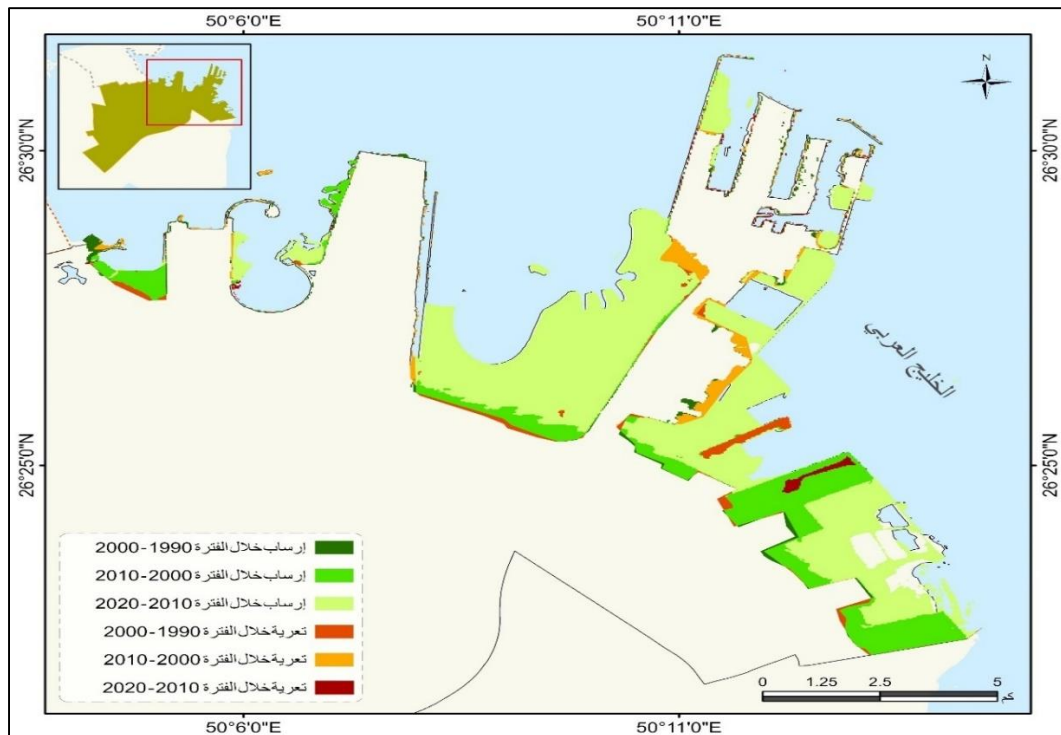 50°6'0"E
50°11'0"E
N
26°30'0"N
26°30'0"N
الخليج العربي
26°25'0"N
26°25'0"N
إرساب خلال الفترة 1990-2000
إرساب خلال الفترة 2000-2010
إرساب خلال الفترة 2010-2020
تعرية خلال الفترة 1990-2000
تعرية خلال الفترة 2000-2010
تعرية خلال الفترة 2010-2020
0 1.25 2.5 5
كم
50°6'0"E
50°11'0"E